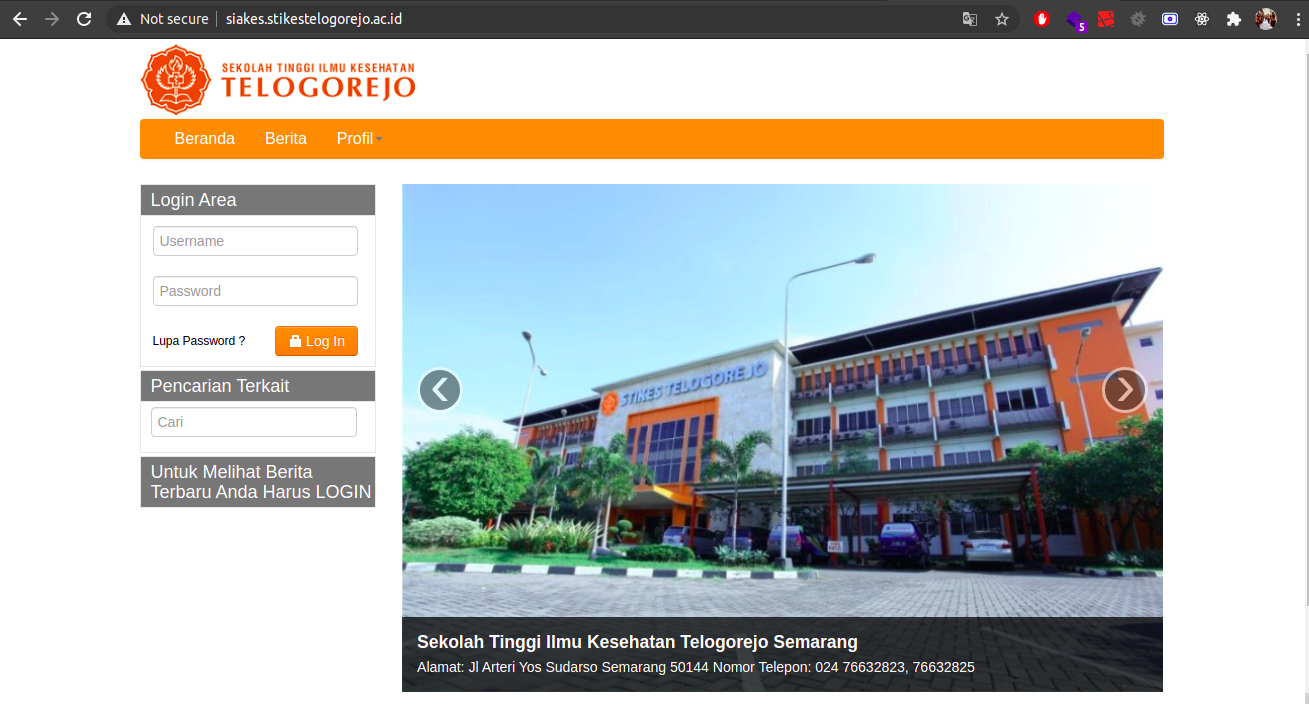 Not secure
siakes.stikestelogorejo.ac.id
5
SEKOLAH TINGGI ILMU KESEHATAN
TELOGOREJO
Beranda
Berita
Profil
Login Area
Username
Password
Lupa Password ?
Log In
Pencarian Terkait
Cari
Untuk Melihat Berita
Terbaru Anda Harus LOGIN
STIKES TELOGOREJO
Sekolah Tinggi Ilmu Kesehatan Telogorejo Semarang
Alamat: Jl Arteri Yos Sudarso Semarang 50144 Nomor Telepon: 024 76632823, 76632825